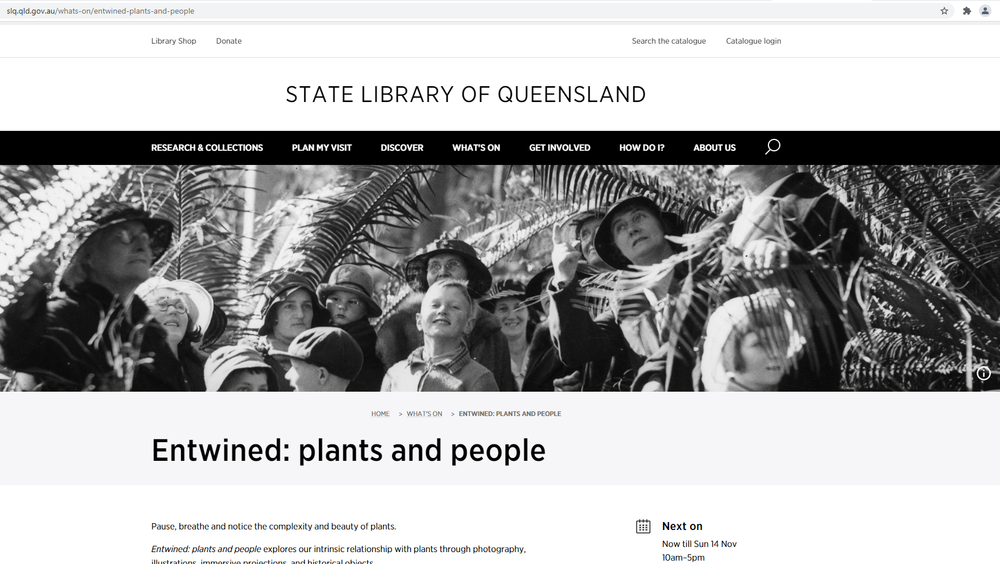 slq.qld.gov.au/whats-on/entwined-plants-and-people
Library Shop Donate Search the catalogue Catalogue login
STATE LIBRARY OF QUEENSLAND
RESEARCH & COLLECTIONS PLAN MY VISIT DISCOVER WHAT'S ON GET INVOLVED HOW DO I? ABOUT US
HOME > WHAT'S ON > ENTWINED: PLANTS AND PEOPLE
Entwined: plants and people
Pause, breathe and notice the complexity and beauty of plants.
Entwined: plants and people explores our intrinsic relationship with plants through photography,
illustrations, immersive projections, and historical objects.
Next on
Now till Sun 14 Nov
10am–5pm